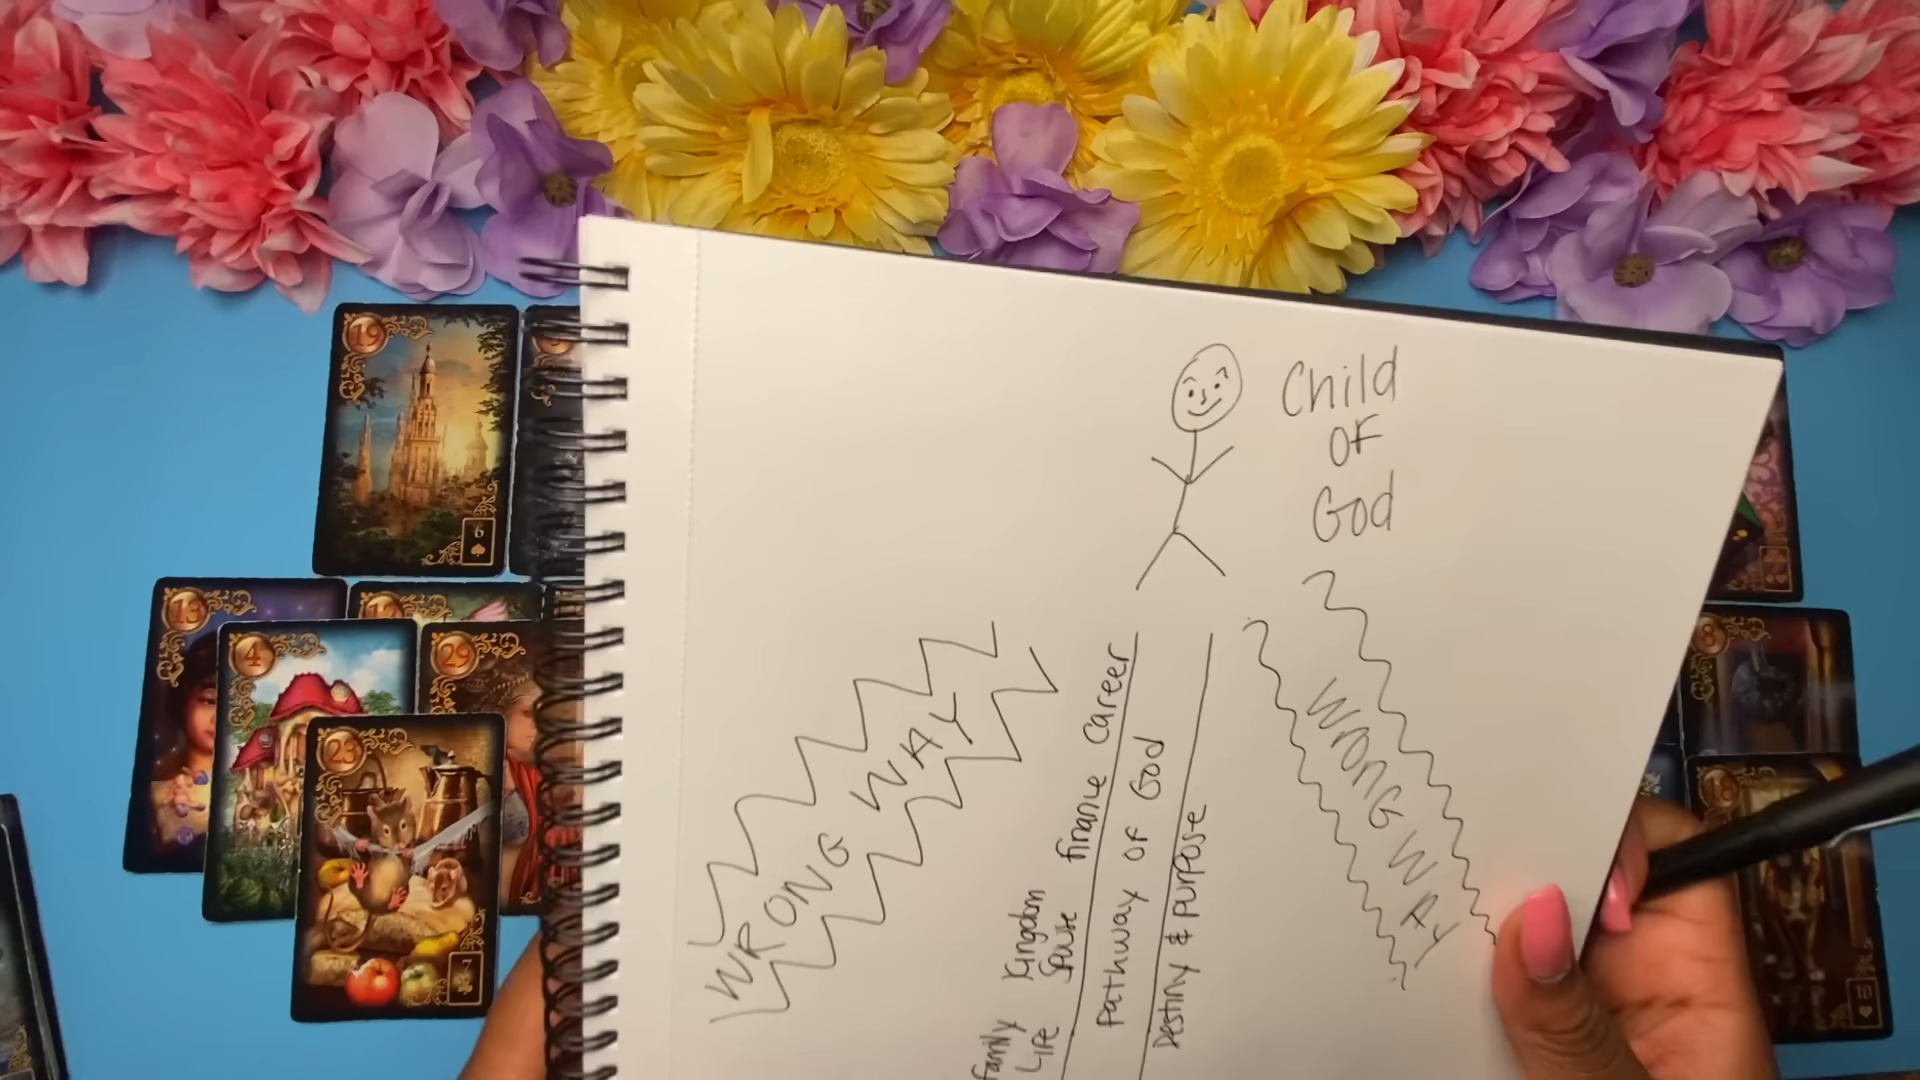 19
6
13
4
29
23
7
8
Child
OF
God
WRONG WAY
Family
LIFE
Kingdom
Spouse
Finance Career
Pathway OF God
Destiny & Purpose
WRONG WAY